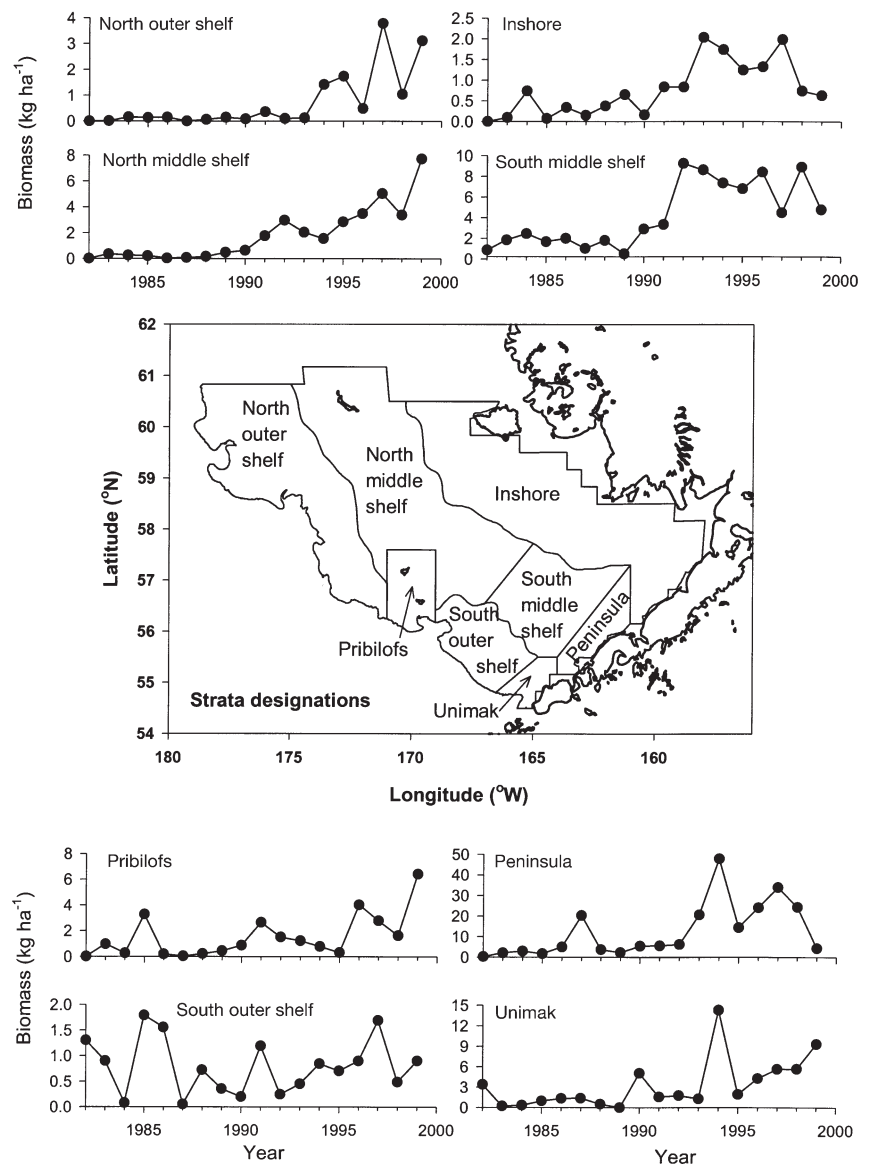 North outer shelf
4
3
2
1
0
Inshore
2.5
2.0
1.5
1.0
0.5
0.0
Biomass (kg ha-1)
North middle shelf
8
6
4
2
0
1985 1990 1995 2000
South middle shelf
10
8
6
4
2
0
1985 1990 1995 2000
62
61
60
59
58
57
56
55
54
Latitude (oN)
North
outer
shelf
North
middle
shelf
Inshore
South
middle
shelf
South
outer
shelf
Peninsula
Pribilofs
Unimak
Strata designations
180 175 170 165 160
Longitude (oW)
Pribilofs
8
6
4
2
0
Peninsula
50
40
30
20
10
0
Biomass (kg ha-1)
South outer shelf
2.0
1.5
1.0
0.5
0.0
1985 1990 1995 2000
Year
Unimak
15
12
9
6
3
0
1985 1990 1995 2000
Year